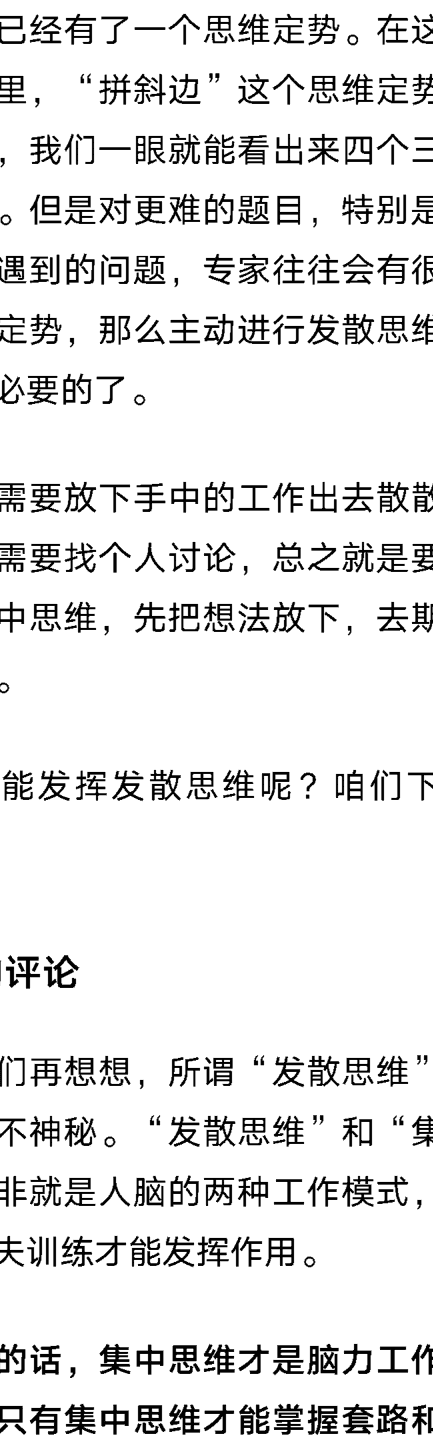 已经有了一个思维定势。在这
里，“拼斜边”这个思维定势
，我们一眼就能看出来四个三
。但是对更难的题目，特别是
遇到的问题，专家往往会有很
定势，那么主动进行发散思维
必要的了。
需要放下手中的工作出去散散
需要找个人讨论，总之就是要
中思维，先把想法放下，去期
。
能发挥发散思维呢？咱们下
评论
们再想想，所谓“发散思维”
不神秘。“发散思维”和“集
非就是人脑的两种工作模式，
夫训练才能发挥作用。
的话，集中思维才是脑力工作
只有集中思维才能掌握套路和